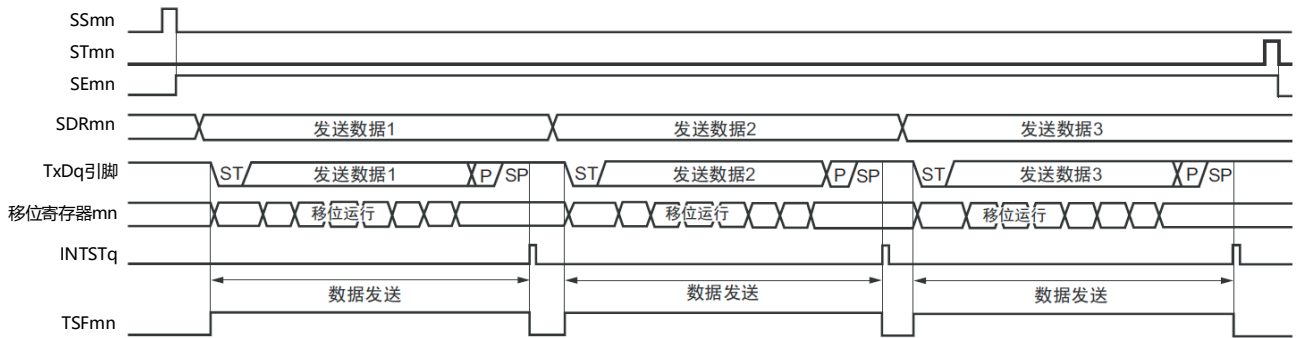 SSmn
STmn
SEmn
SDRmn 发送数据1 发送数据2 发送数据3
TxDq引脚 ST 发送数据1 P SP ST 发送数据2 P SP ST 发送数据3 P SP
移位寄存器mn 移位运行 移位运行 移位运行
INTSTq
数据发送 数据发送 数据发送
TSFmn